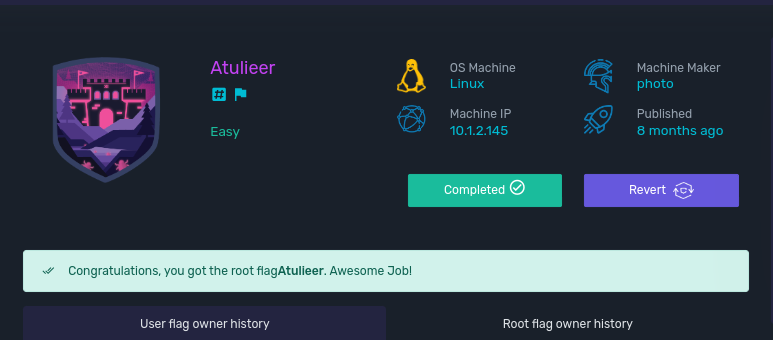 Atulieer
Easy
OS Machine
Linux
Machine IP
10.1.2.145
Machine Maker
photo
Published
8 months ago
Completed
Revert
Congratulations, you got the root flagAtulieer. Awesome Job!
User flag owner history
Root flag owner history